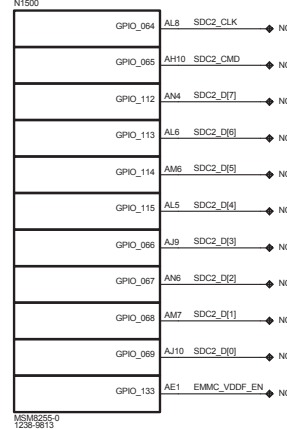 N1500
GPIO_064 AL8 SDC2_CLK
GPIO_065 AH10 SDC2_CMD
GPIO_112 AN4 SDC2_D[7]
GPIO_113 AL6 SDC2_D[6]
GPIO_114 AM6 SDC2_D[5]
GPIO_115 AL5 SDC2_D[4]
GPIO_066 AJ9 SDC2_D[3]
GPIO_067 AN6 SDC2_D[2]
GPIO_068 AM7 SDC2_D[1]
GPIO_069 AJ10 SDC2_D[0]
GPIO_133 AE1 EMMC_VDDF_EN
MSM8255-0
1238-9813